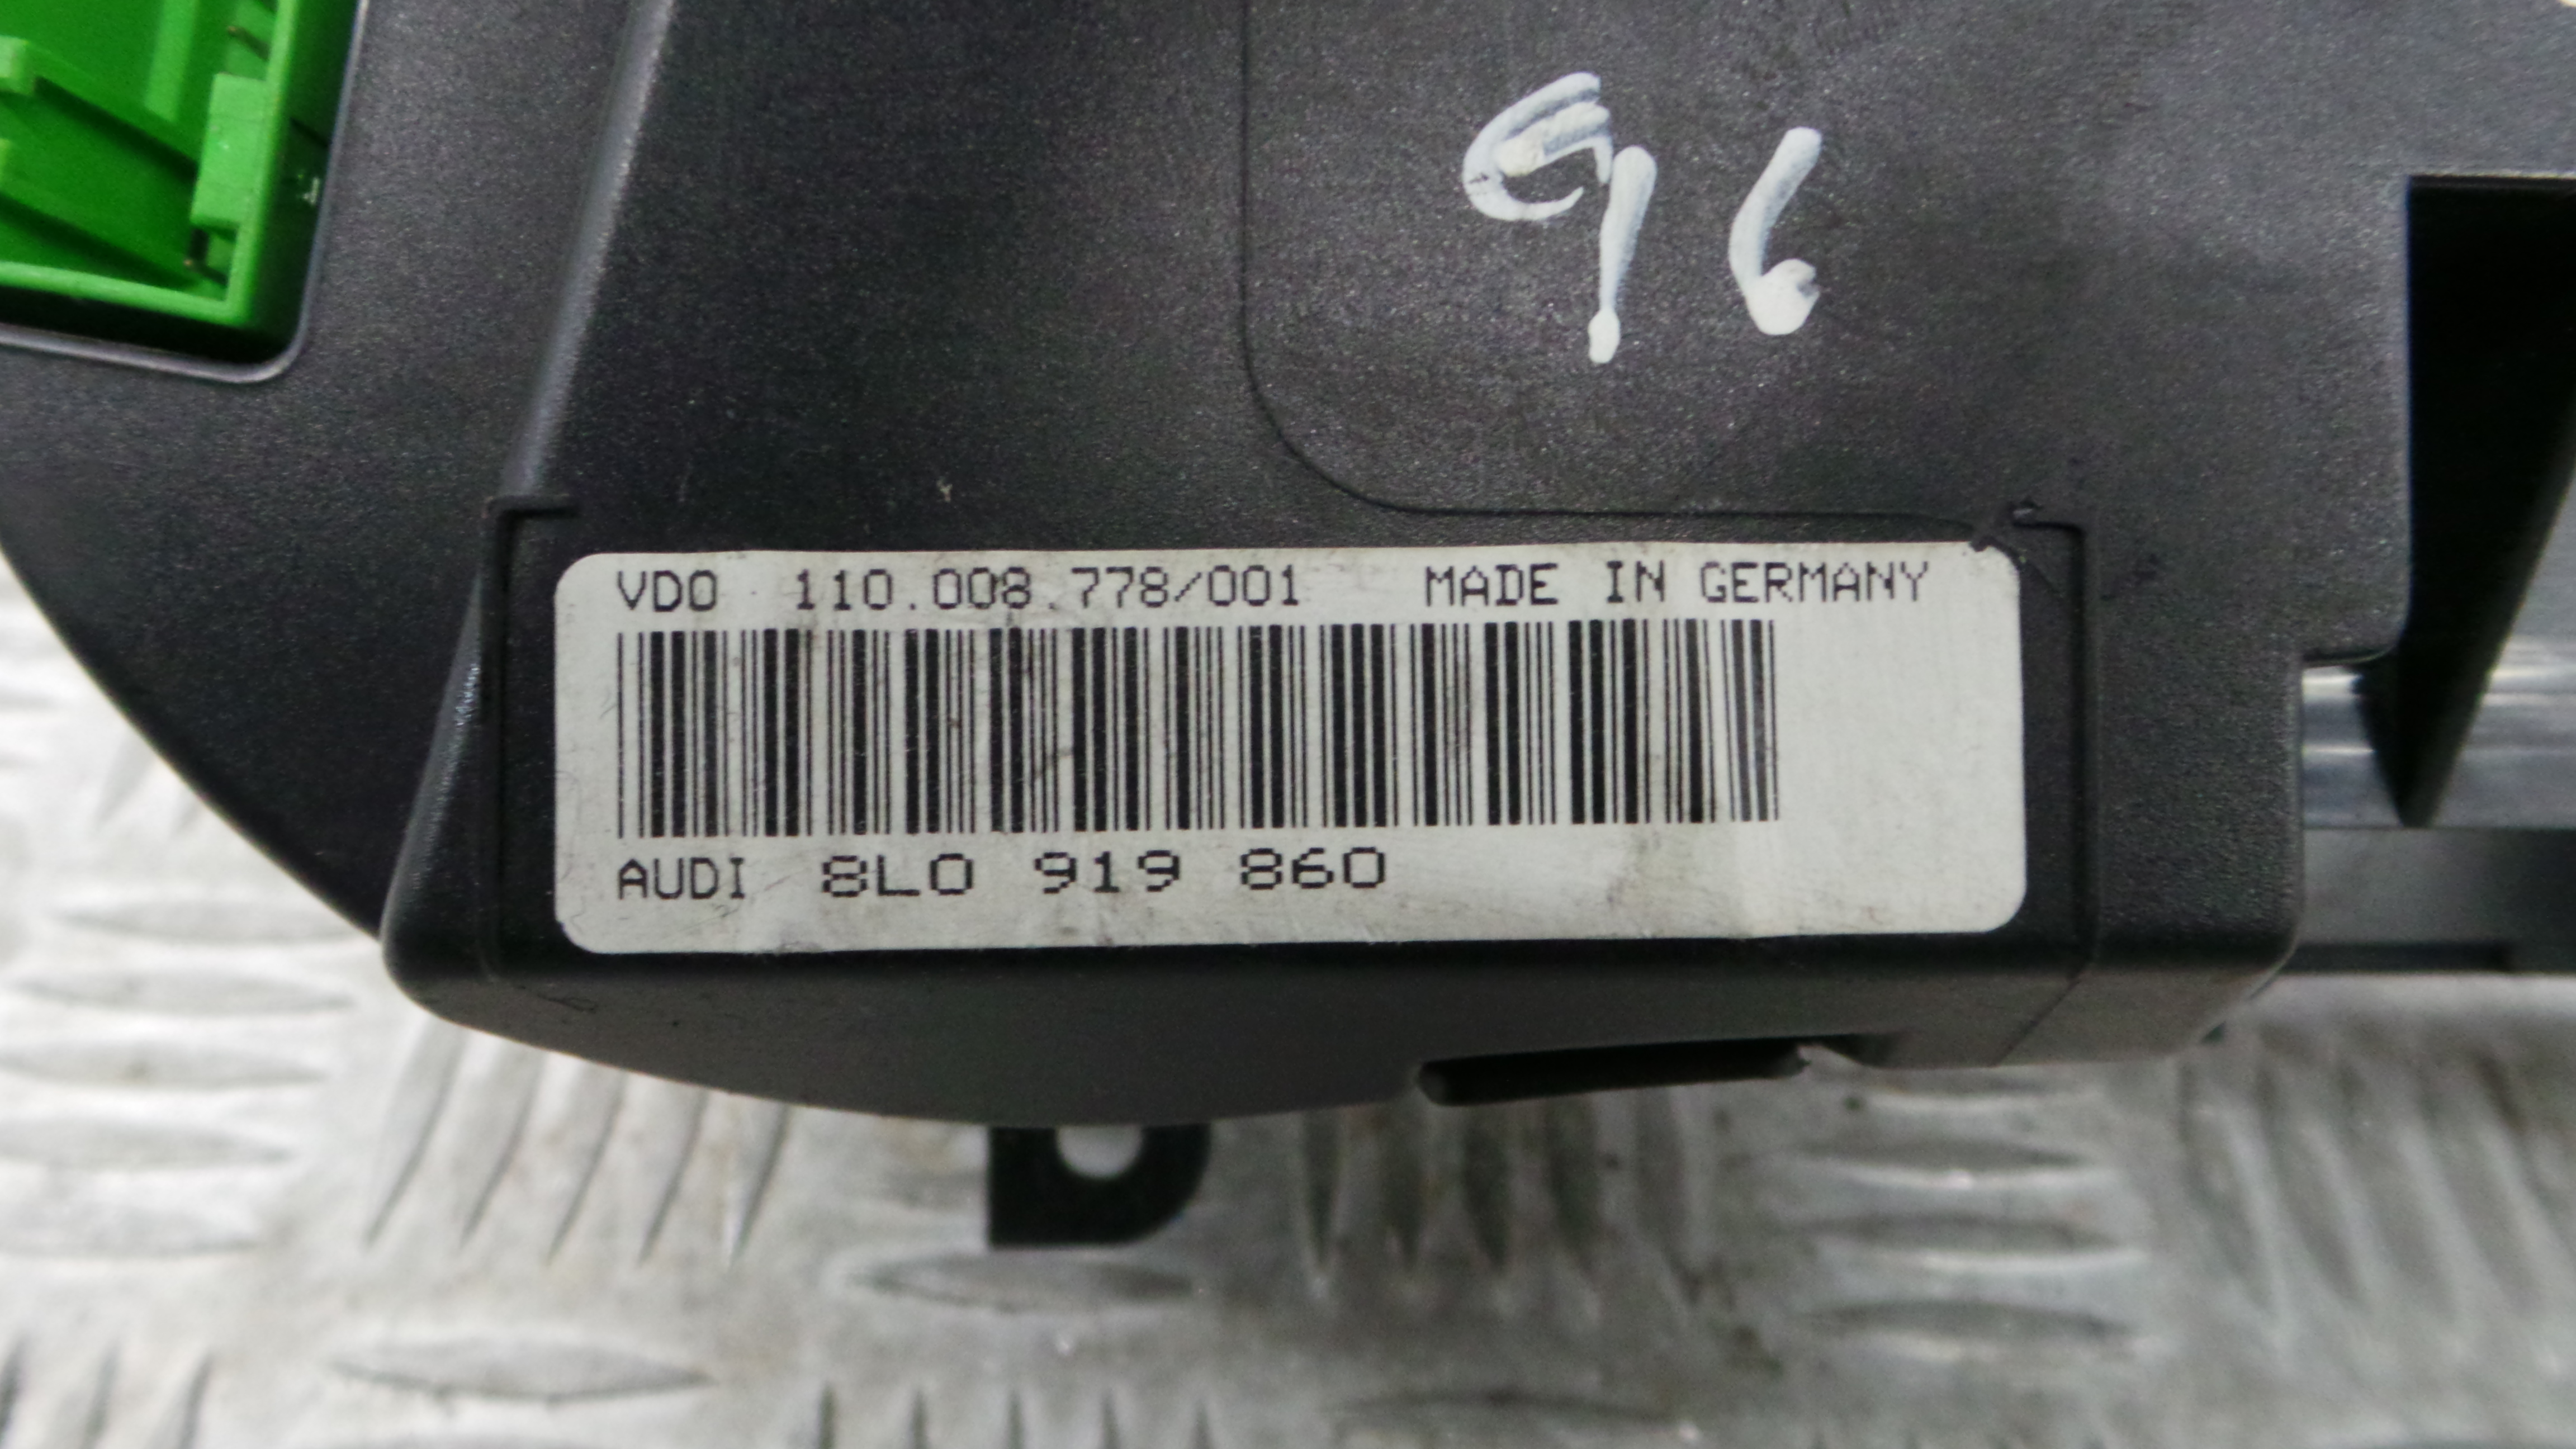 96
VDO 110.008.778/001 MADE IN GERMANY
AUDI 8L0 919 860